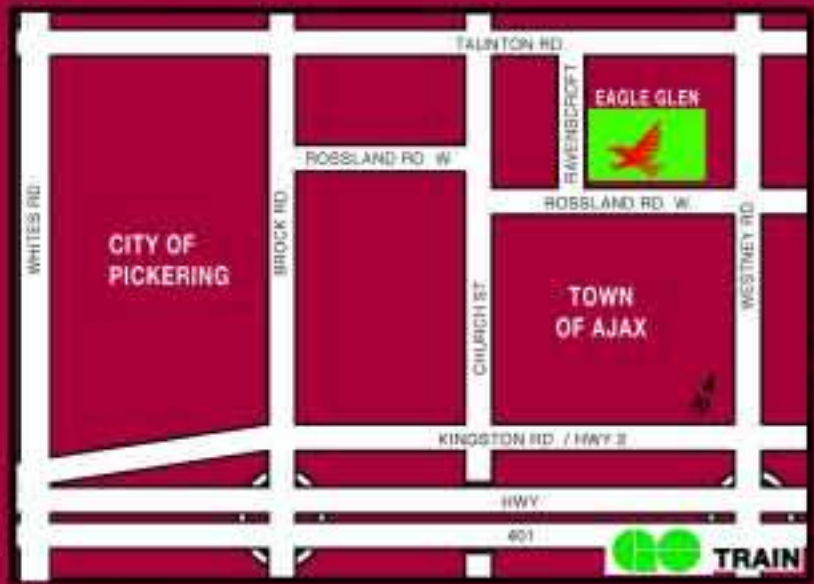 TAUNTON RD
RAVENSCROFT
EAGLE GLEN
ROSSLAND RD W
ROSSLAND RD W.
WHITES RD
CITY OF
PICKERING
BROCK RD
CHURCH ST
TOWN
OF AJAX
WESTNEY RD
KINGSTON RD / HWY 2
HWY
401
GO TRAIN